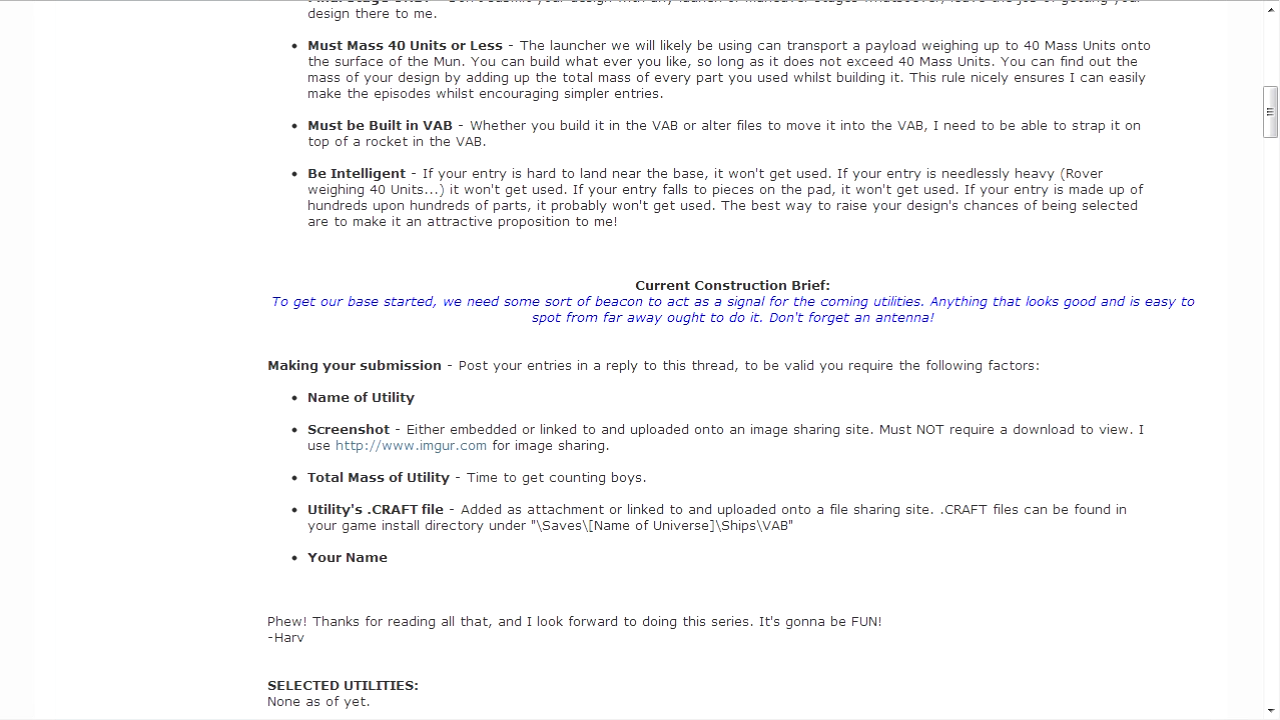 design there to me.
• Must Mass 40 Units or Less - The launcher we will likely be using can transport a payload weighing up to 40 Mass Units onto
the surface of the Mun. You can build what ever you like, so long as it does not exceed 40 Mass Units. You can find out the
mass of your design by adding up the total mass of every part you used whilst building it. This rule nicely ensures I can easily
make the episodes whilst encouraging simpler entries.
• Must be Built in VAB - Whether you build it in the VAB or alter files to move it into the VAB, I need to be able to strap it on
top of a rocket in the VAB.
• Be Intelligent - If your entry is hard to land near the base, it won't get used. If your entry is needlessly heavy (Rover
weighing 40 Units...) it won't get used. If your entry falls to pieces on the pad, it won't get used. If your entry is made up of
hundreds upon hundreds of parts, it probably won't get used. The best way to raise your design's chances of being selected
are to make it an attractive proposition to me!
Current Construction Brief:
To get our base started, we need some sort of beacon to act as a signal for the coming utilities. Anything that looks good and is easy to
spot from far away ought to do it. Don't forget an antenna!
Making your submission - Post your entries in a reply to this thread, to be valid you require the following factors:
• Name of Utility
• Screenshot - Either embedded or linked to and uploaded onto an image sharing site. Must NOT require a download to view. I
use http://www.imgur.com for image sharing.
• Total Mass of Utility - Time to get counting boys.
• Utility's .CRAFT file - Added as attachment or linked to and uploaded onto a file sharing site. .CRAFT files can be found in
your game install directory under "\Saves\[Name of Universe]\Ships\VAB"
• Your Name
Phew! Thanks for reading all that, and I look forward to doing this series. It's gonna be FUN!
-Harv
SELECTED UTILITIES:
None as of yet.